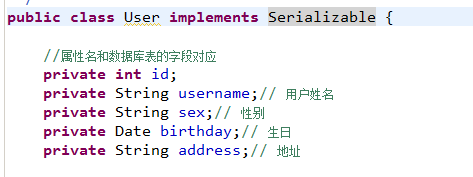 public class User implements Serializable {
//属性名和数据库表的字段对应
private int id;
private String username;// 用户姓名
private String sex;// 性别
private Date birthday;// 生日
private String address;// 地址